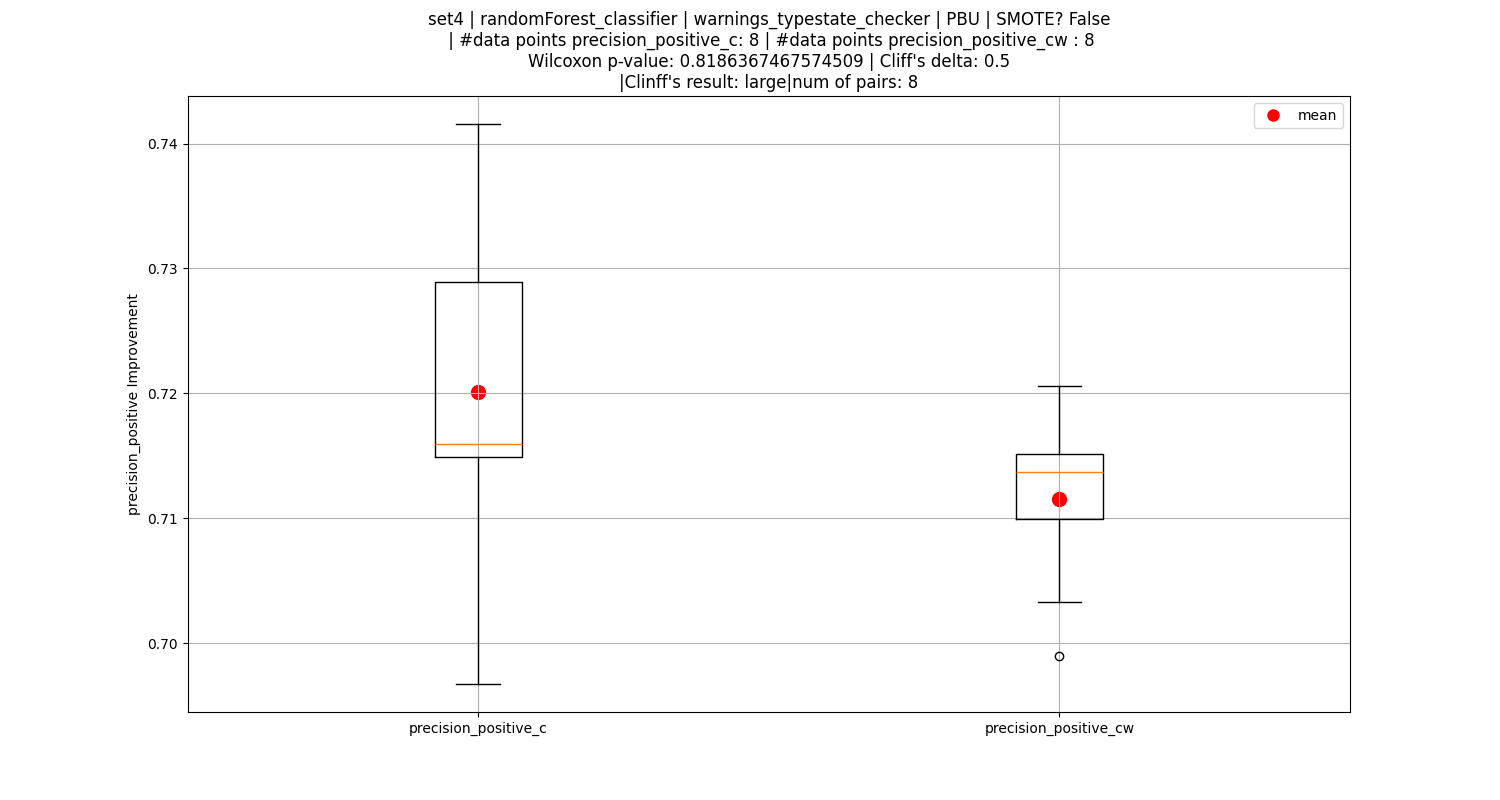 set4 | randomForest_classifier | warnings_typestate_checker | PBU | SMOTE? False
| #data points precision_positive_c: 8 | #data points precision_positive_cw : 8
Wilcoxon p-value: 0.8186367467574509 | Cliff's delta: 0.5
|Clinff's result: large|num of pairs: 8
mean
0.74
0.73
0.72
0.71
0.70
precision_positive Improvement
precision_positive_c
precision_positive_cw